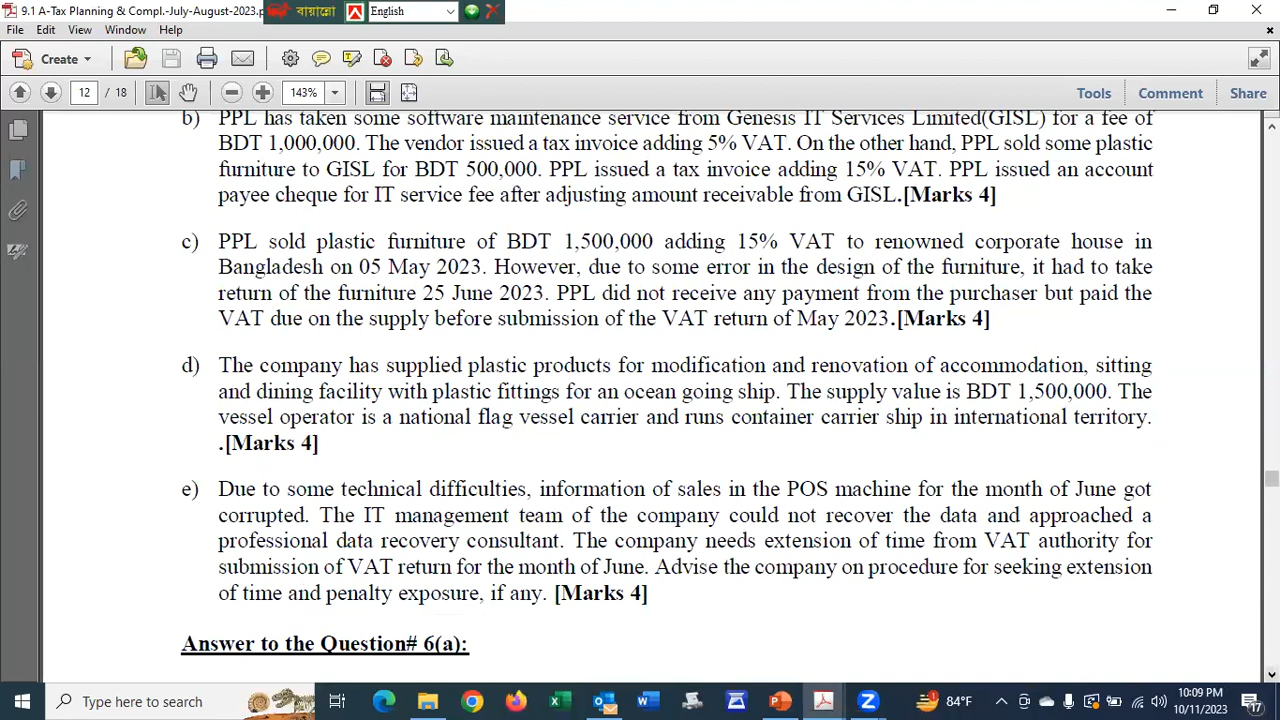 9.1 A-Tax Planning & Compl.-July-August-2023.p
বায়ান্নো
English
File Edit View Window Help
Create
12 / 18
143%
Tools Comment Share
b) PPL has taken some software maintenance service from Genesis IT Services Limited(GISL) for a fee of
BDT 1,000,000. The vendor issued a tax invoice adding 5% VAT. On the other hand, PPL sold some plastic
furniture to GISL for BDT 500,000. PPL issued a tax invoice adding 15% VAT. PPL issued an account
payee cheque for IT service fee after adjusting amount receivable from GISL.[Marks 4]
c) PPL sold plastic furniture of BDT 1,500,000 adding 15% VAT to renowned corporate house in
Bangladesh on 05 May 2023. However, due to some error in the design of the furniture, it had to take
return of the furniture 25 June 2023. PPL did not receive any payment from the purchaser but paid the
VAT due on the supply before submission of the VAT return of May 2023.[Marks 4]
d) The company has supplied plastic products for modification and renovation of accommodation, sitting
and dining facility with plastic fittings for an ocean going ship. The supply value is BDT 1,500,000. The
vessel operator is a national flag vessel carrier and runs container carrier ship in international territory.
.[Marks 4]
e) Due to some technical difficulties, information of sales in the POS machine for the month of June got
corrupted. The IT management team of the company could not recover the data and approached a
professional data recovery consultant. The company needs extension of time from VAT authority for
submission of VAT return for the month of June. Advise the company on procedure for seeking extension
of time and penalty exposure, if any. [Marks 4]
Answer to the Question# 6(a):
Type here to search
84°F
10:09 PM
10/11/2023
17